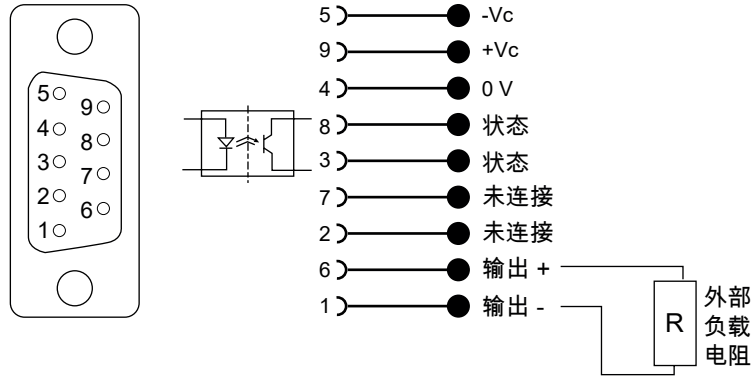 5
9
4
8
3
7
2
6
1
5 -Vc
9 +Vc
4 0 V
8 状态
3 状态
7 未连接
2 未连接
6 输出 +
1 输出 -
R
外部
负载
电阻